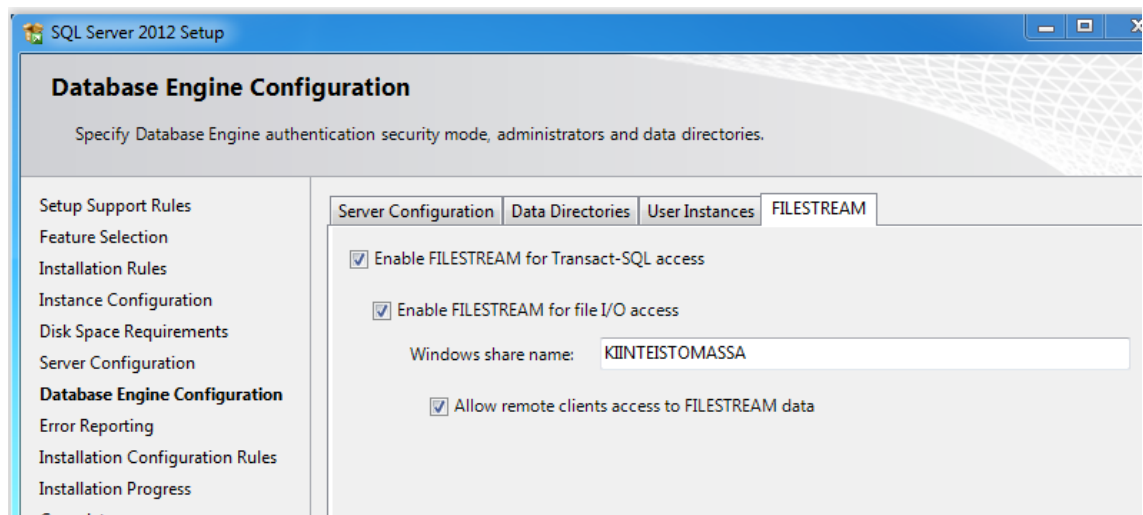 SQL Server 2012 Setup
Database Engine Configuration
Specify Database Engine authentication security mode, administrators and data directories.
Setup Support Rules
Feature Selection
Installation Rules
Instance Configuration
Disk Space Requirements
Server Configuration
Database Engine Configuration
Error Reporting
Installation Configuration Rules
Installation Progress
Server Configuration Data Directories User Instances FILESTREAM
Enable FILESTREAM for Transact-SQL access
Enable FILESTREAM for file I/O access
Windows share name: KIINTEISTOMASSA
Allow remote clients access to FILESTREAM data